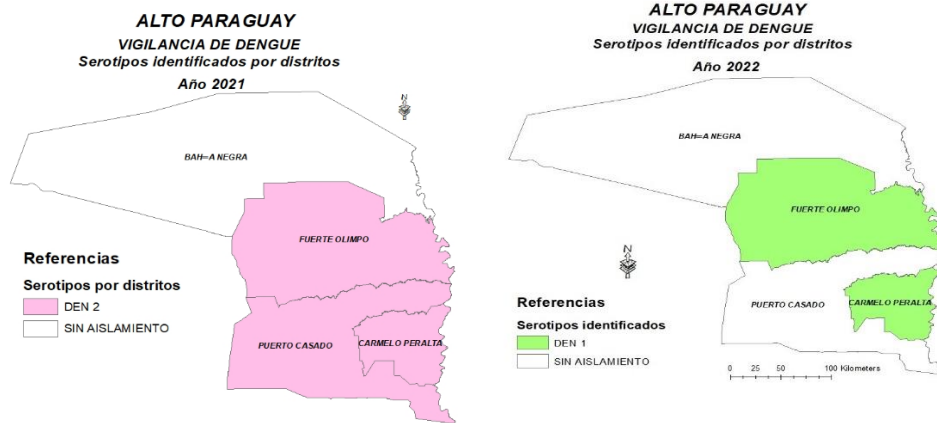 ALTO PARAGUAY
VIGILANCIA DE DENGUE
Serotipos identificados por distritos
Año 2021
N
BAH=A NEGRA
FUERTE OLIMPO
PUERTO CASADO
CARMELO PERALTA
Referencias
Serotipos por distritos
DEN 2
SIN AISLAMIENTO
ALTO PARAGUAY
VIGILANCIA DE DENGUE
Serotipos identificados por distritos
Año 2022
BAH=A NEGRA
FUERTE OLIMPO
N
PUERTO CASADO
CARMELO PERALTA
Referencias
Serotipos identificados
DEN 1
SIN AISLAMIENTO
0 25 50 100 Kilometers